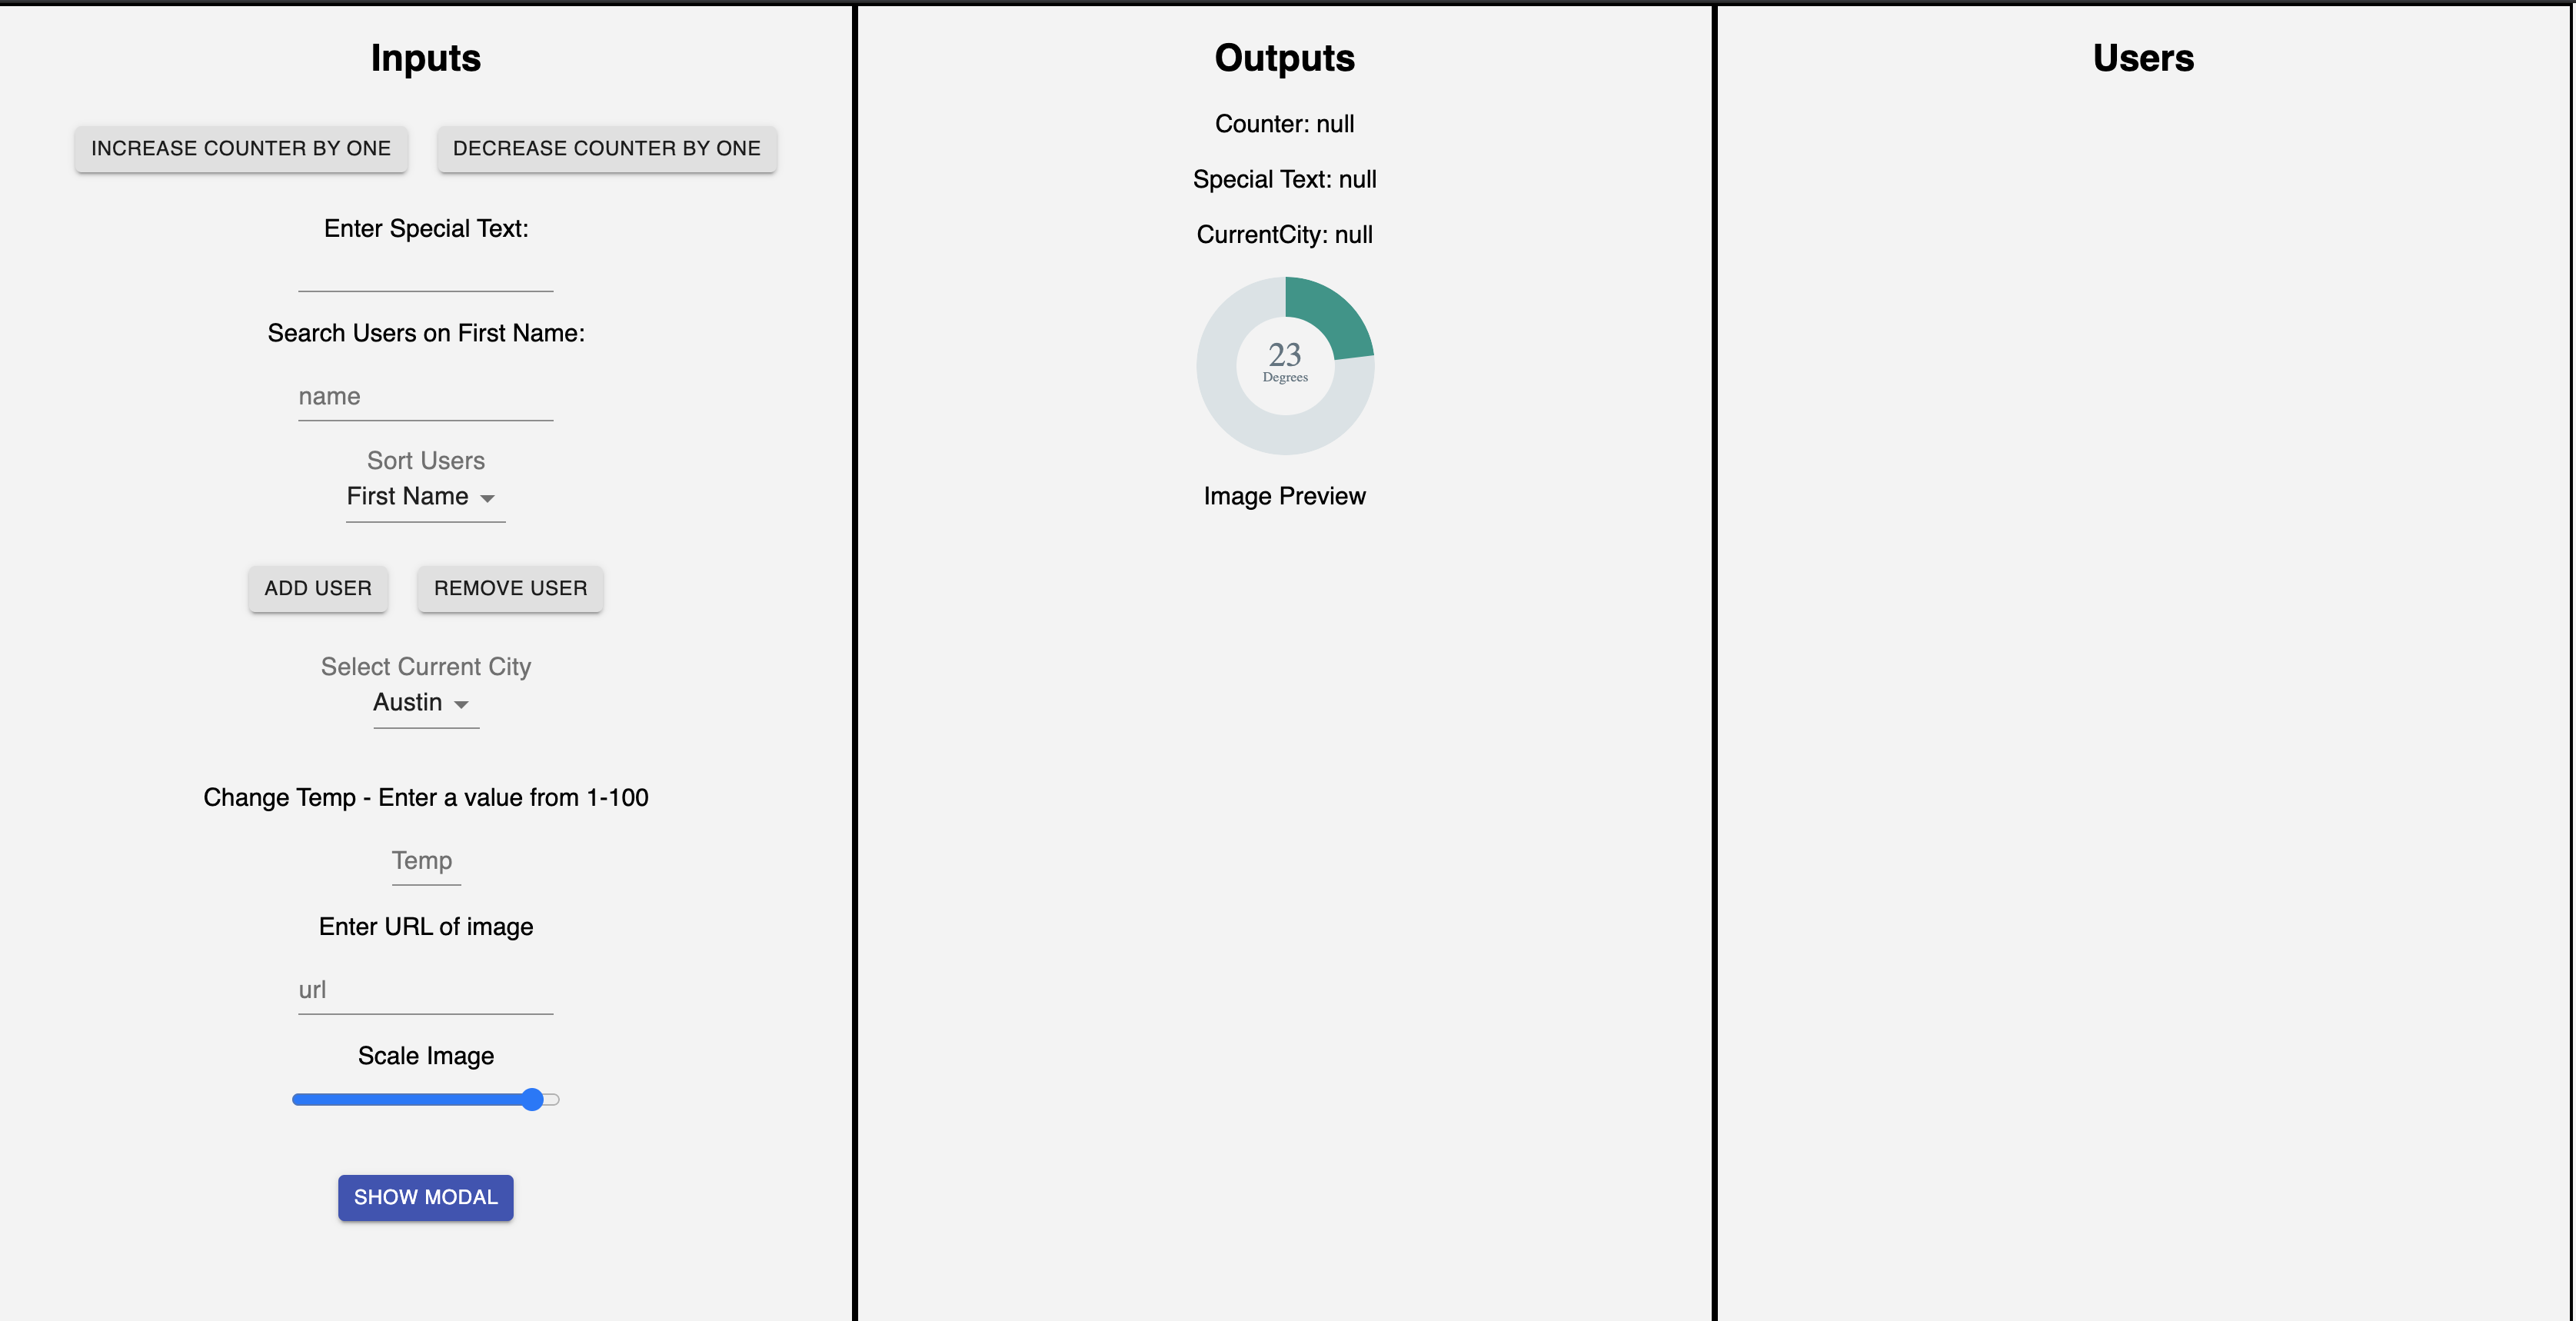 Inputs
INCREASE COUNTER BY ONE
DECREASE COUNTER BY ONE
Enter Special Text:
Search Users on First Name:
name
Sort Users
First Name
ADD USER
REMOVE USER
Select Current City
Austin
Change Temp - Enter a value from 1-100
Temp
Enter URL of image
url
Scale Image
SHOW MODAL
Outputs
Counter: null
Special Text: null
CurrentCity: null
23
Degrees
Image Preview
Users